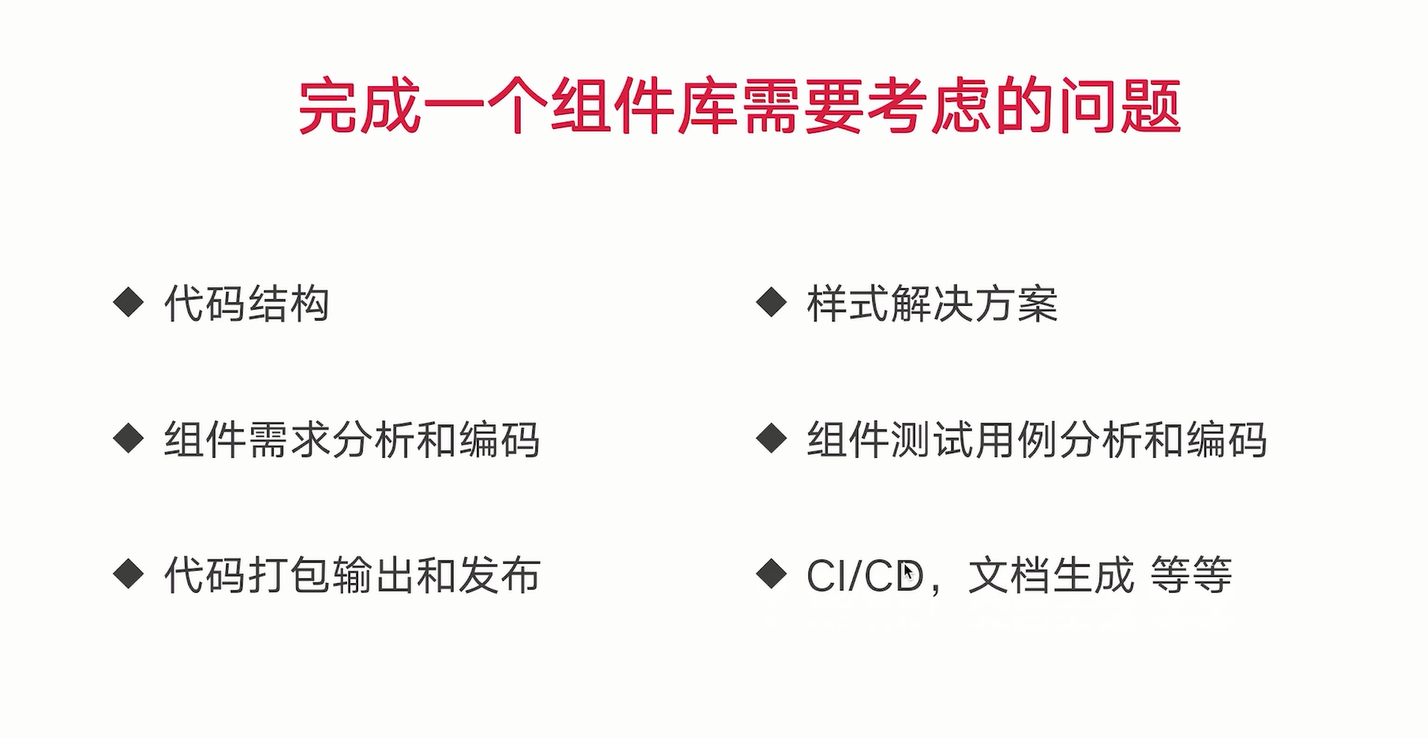 完成一个组件库需要考虑的问题
◆ 代码结构
◆ 样式解决方案
◆ 组件需求分析和编码
◆ 组件测试用例分析和编码
◆ 代码打包输出和发布
◆ CI/CD，文档生成 等等